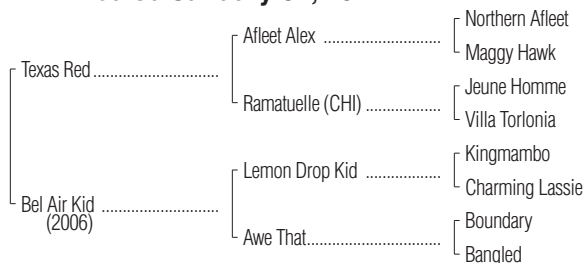 Northern Afleet
Afleet Alex
Maggy Hawk
Texas Red
Jeune Homme
Ramatuelle (CHI)
Villa Torlonia
Kingmambo
Lemon Drop Kid
Charming Lassie
Bel Air Kid
(2006)
Boundary
Awe That
Bangled